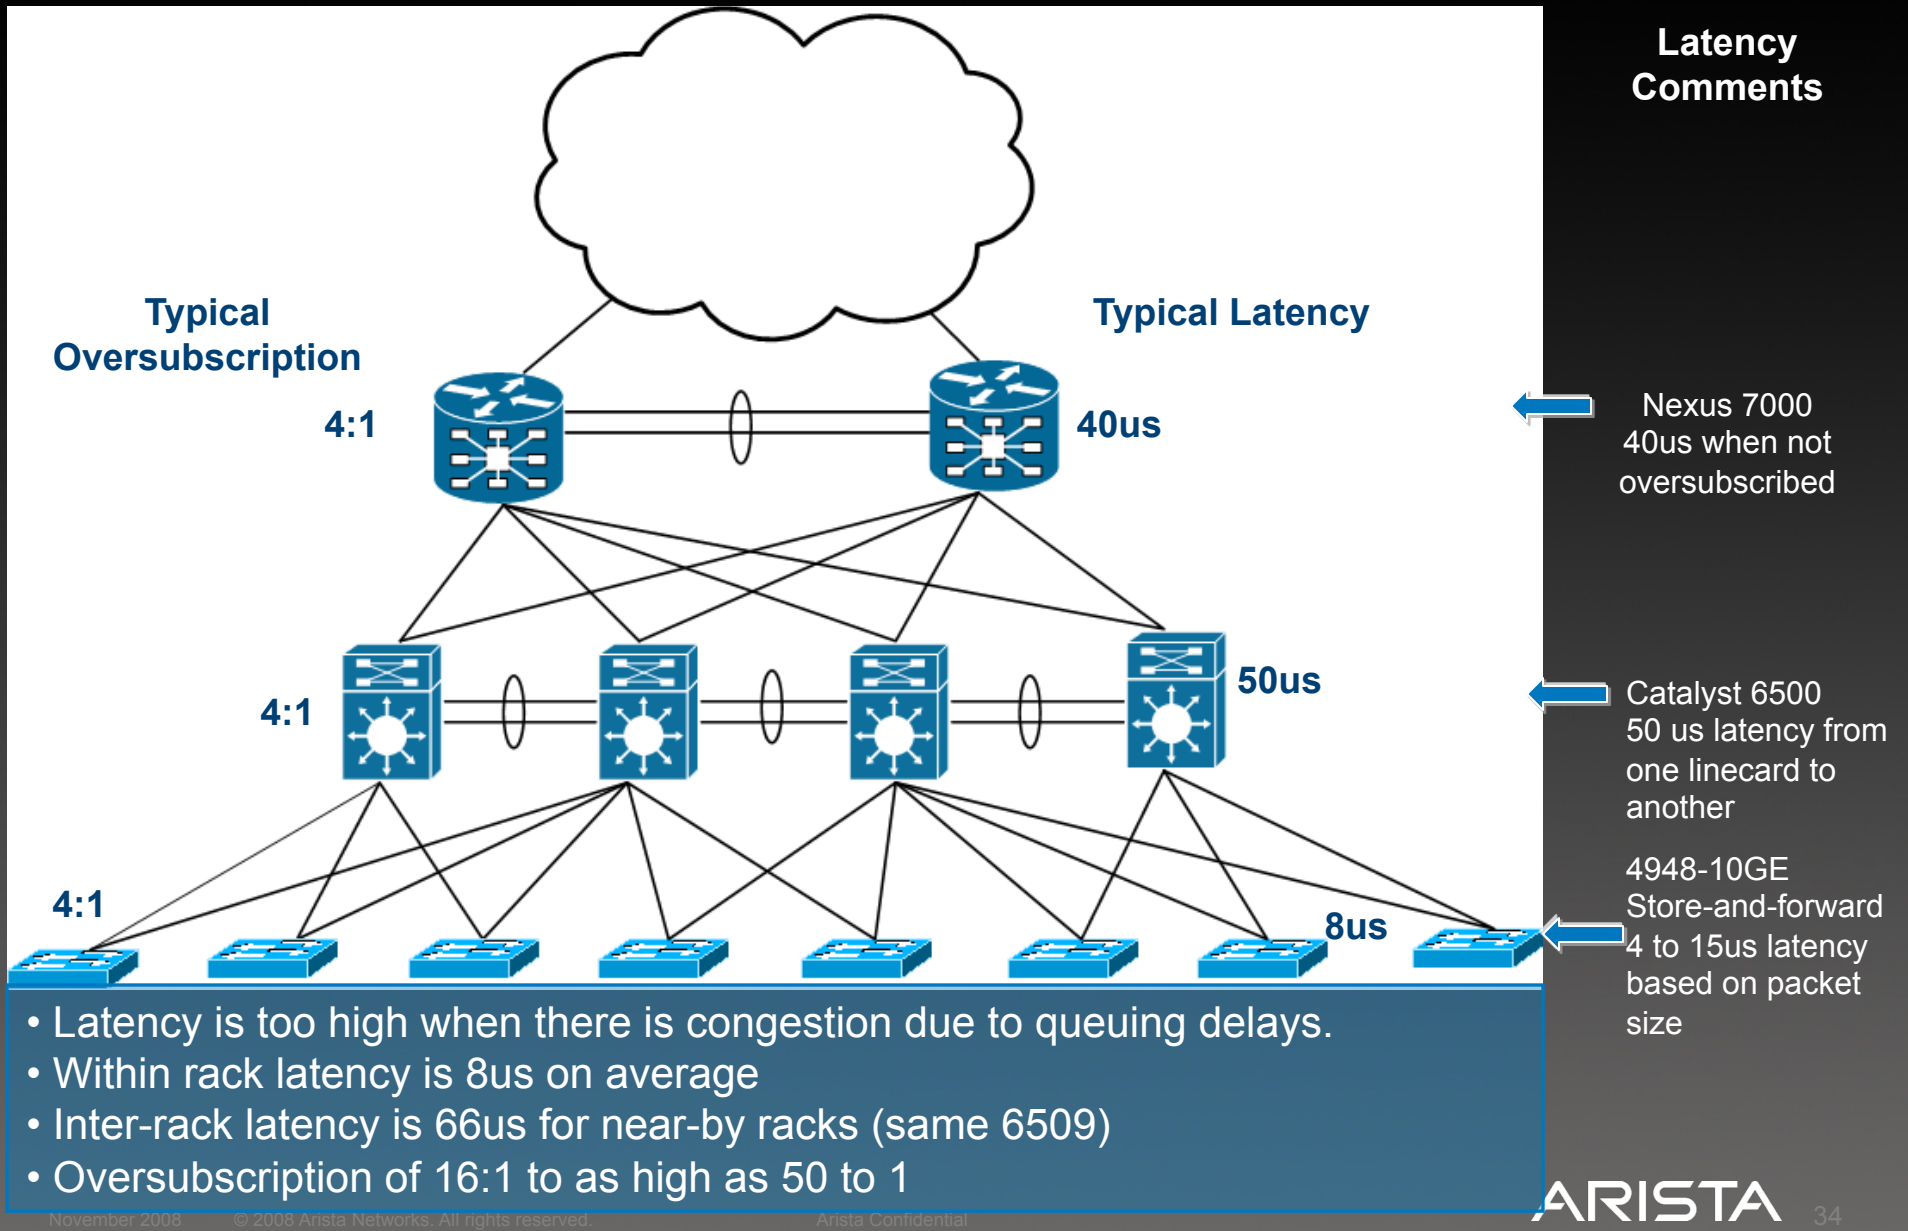 Latency
Comments
Typical
Oversubscription
Typical Latency
4:1
40us
Nexus 7000
40us when not
oversubscribed
4:1
50us
Catalyst 6500
50 us latency from
one linecard to
another
4:1
8us
4948-10GE
Store-and-forward
4 to 15us latency
based on packet
size
• Latency is too high when there is congestion due to queuing delays.
• Within rack latency is 8us on average
• Inter-rack latency is 66us for near-by racks (same 6509)
• Oversubscription of 16:1 to as high as 50 to 1
November 2008 © 2008 Arista Networks. All rights reserved. Arista Confidential
ARISTA 34